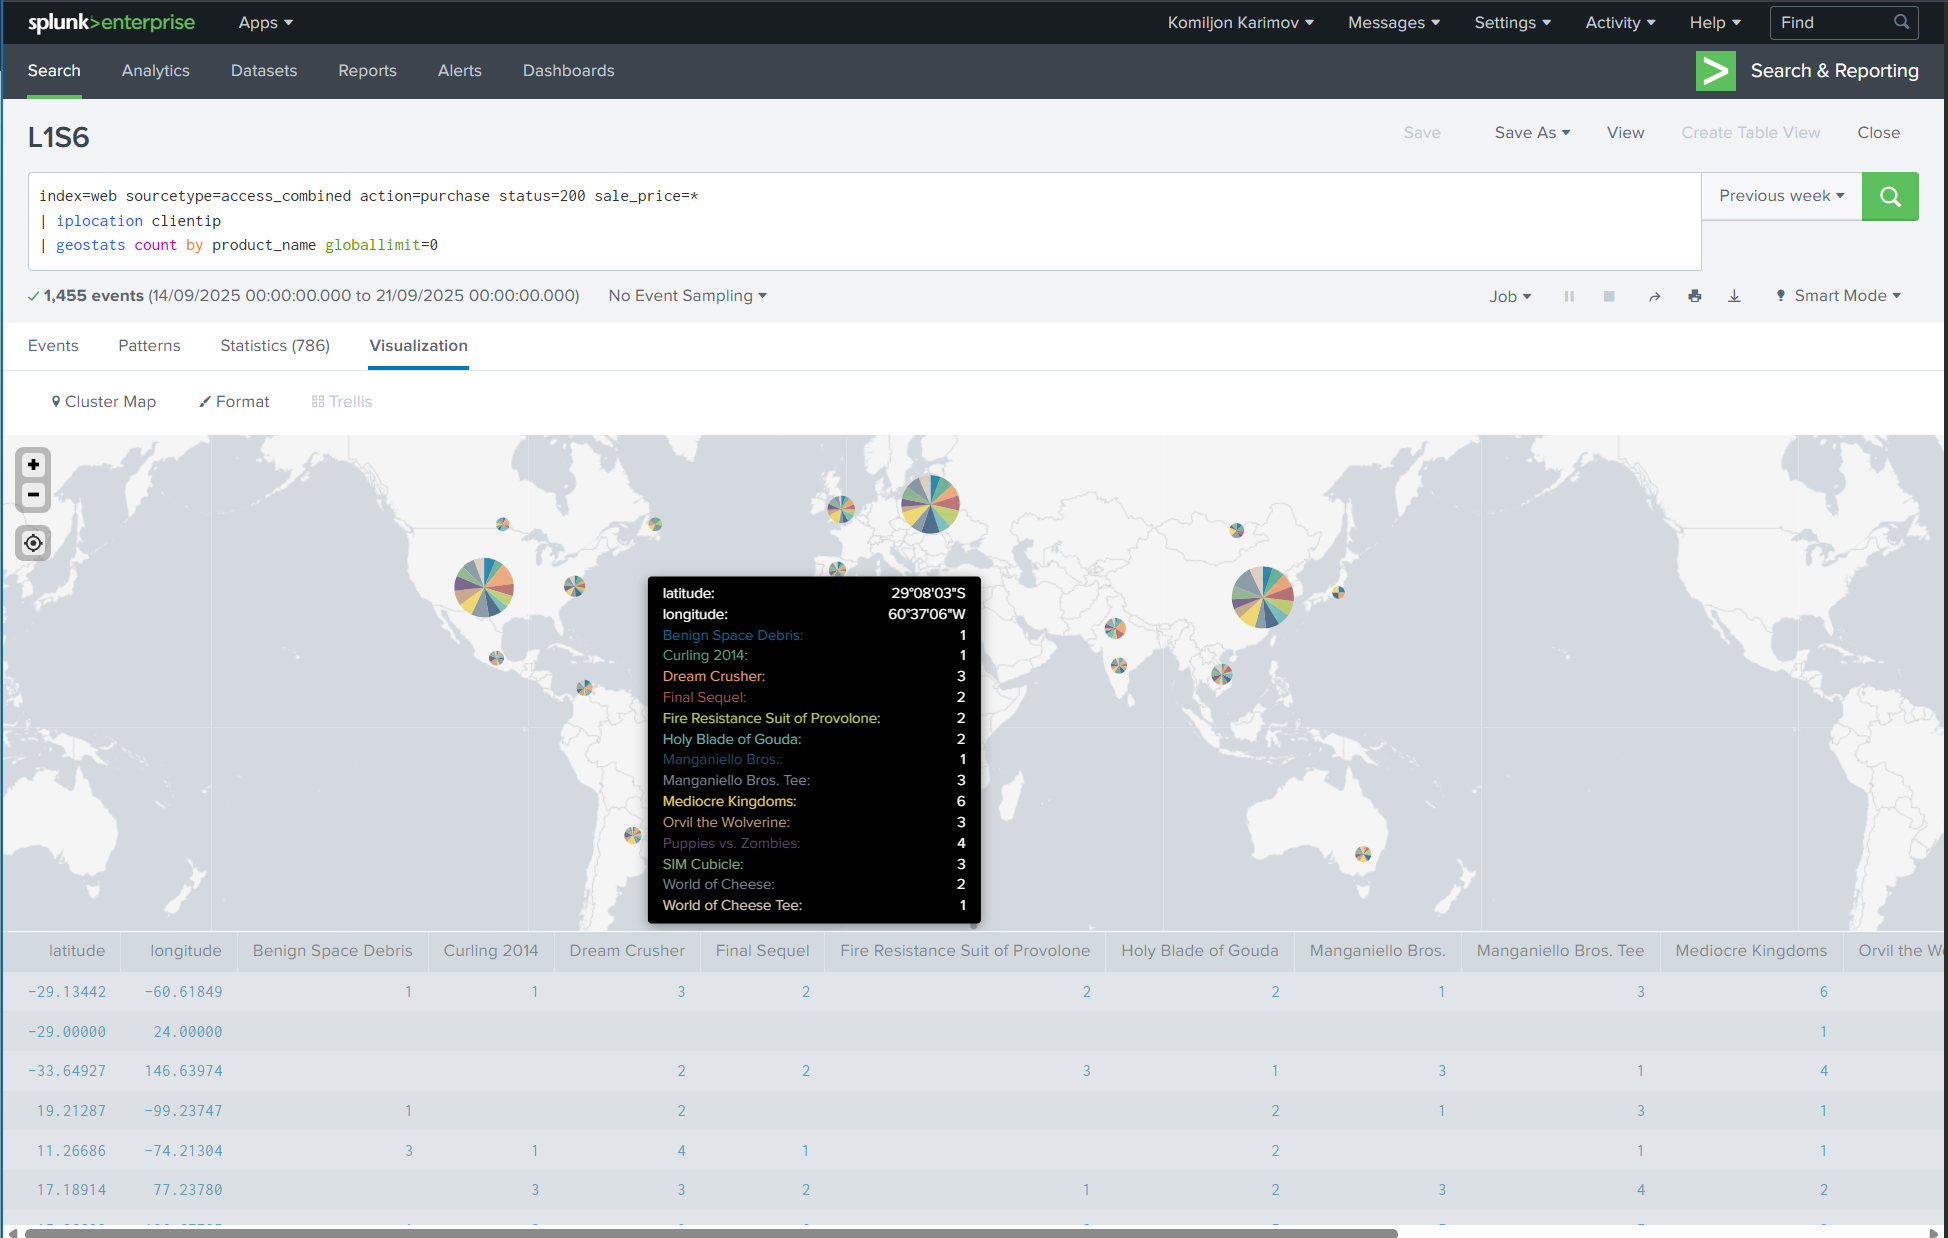 splunk>enterprise Apps Komiljon Karimov Messages Settings Activity Help Find
Search Analytics Datasets Reports Alerts Dashboards Search & Reporting
L1S6 Save Save As View Create Table View Close
index=web sourcetype=access_combined action=purchase status=200 sale_price=*
| iplocation clientip
| geostats count by product_name globallimit=0
Previous week
1,455 events (14/09/2025 00:00:00.000 to 21/09/2025 00:00:00.000) No Event Sampling Job Smart Mode
Events Patterns Statistics (786) Visualization
Cluster Map Format Trellis
latitude: 29°08'03"S
longitude: 60°37'06"W
Benign Space Debris: 1
Curling 2014: 1
Dream Crusher: 3
Final Sequel: 2
Fire Resistance Suit of Provolone: 2
Holy Blade of Gouda: 2
Manganiello Bros.: 1
Manganiello Bros. Tee: 3
Mediocre Kingdoms: 6
Orvil the Wolverine: 3
Puppies vs. Zombies: 4
SIM Cubicle: 3
World of Cheese: 2
World of Cheese Tee: 1
latitude longitude Benign Space Debris Curling 2014 Dream Crusher Final Sequel Fire Resistance Suit of Provolone Holy Blade of Gouda Manganiello Bros. Manganiello Bros. Tee Mediocre Kingdoms Orvil the
-29.13442 -60.61849 1 1 3 2 2 2 1 3 6
-29.00000 24.00000 1
-33.64927 146.63974 2 2 3 1 3 1 4
19.21287 -99.23747 1 2 2 1 3 1
11.26686 -74.21304 3 1 4 1 2 1 1
17.18914 77.23780 3 3 2 1 2 3 4 2